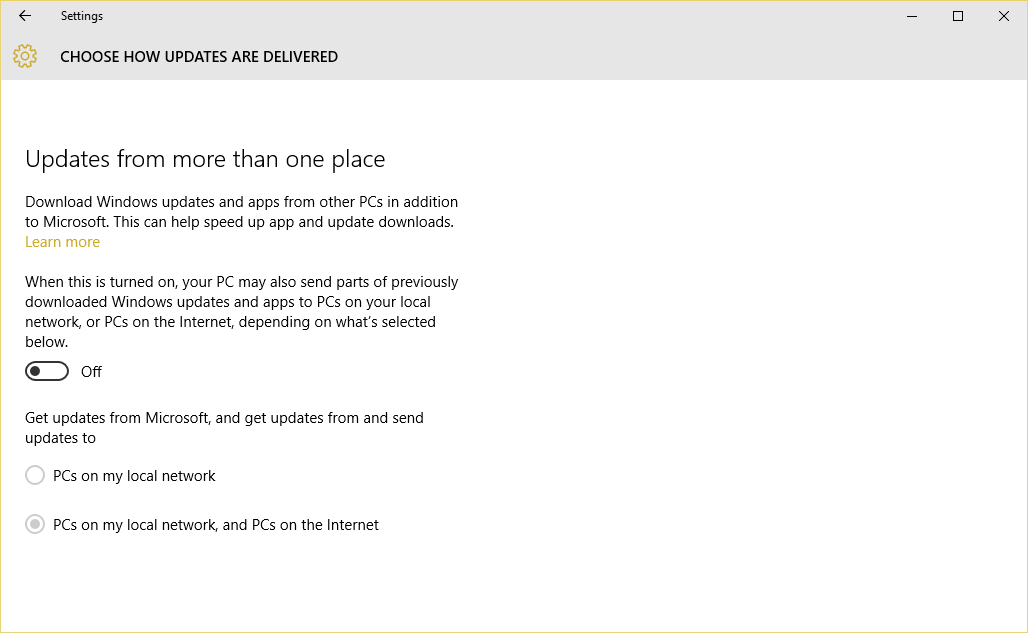 Settings
CHOOSE HOW UPDATES ARE DELIVERED
Updates from more than one place
Download Windows updates and apps from other PCs in addition
to Microsoft. This can help speed up app and update downloads.
Learn more
When this is turned on, your PC may also send parts of previously
downloaded Windows updates and apps to PCs on your local
network, or PCs on the Internet, depending on what's selected
below.
Off
Get updates from Microsoft, and get updates from and send
updates to
PCs on my local network
PCs on my local network, and PCs on the Internet